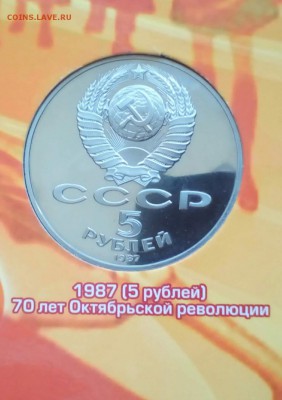 COINS.LAVE.RU
СССР
5
РУБЛЕЙ
1987
1987 (5 рублей)
70 лет Октябрьской революции